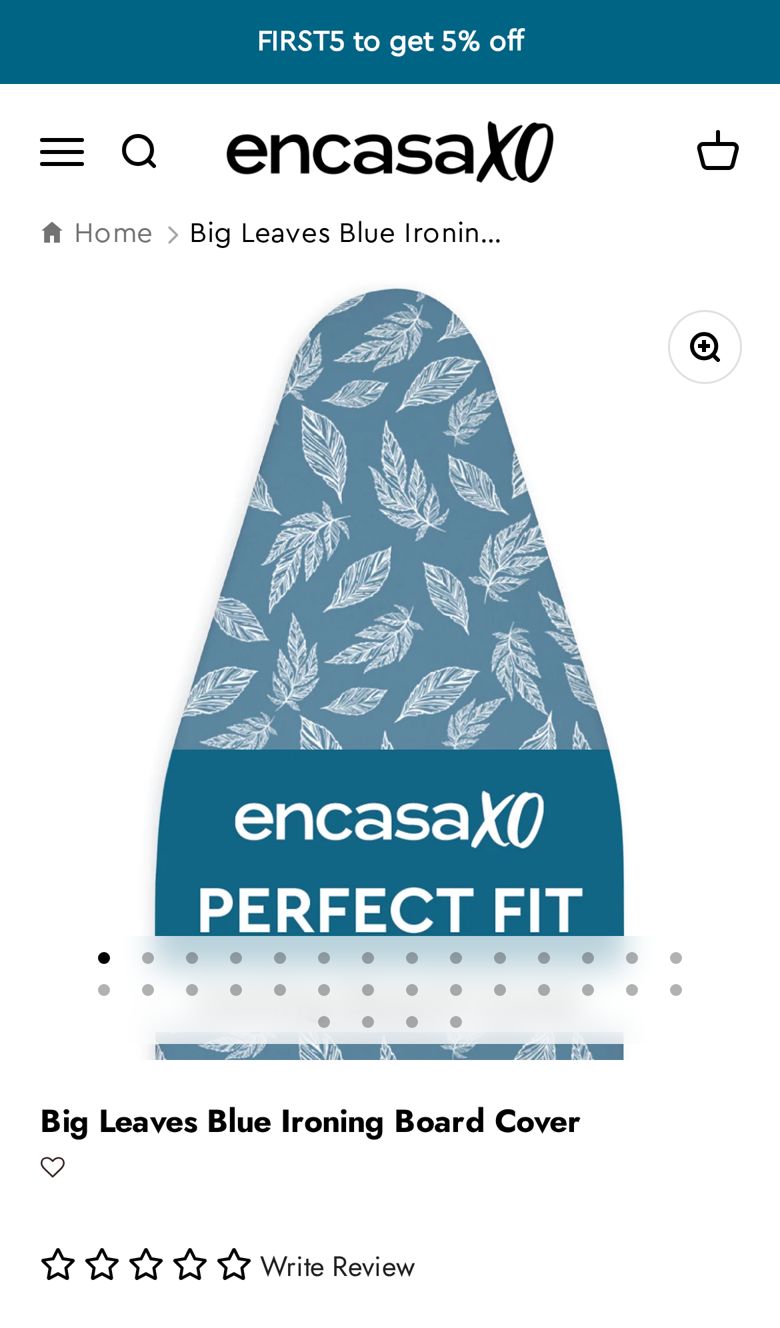 FIRST5 to get 5% off
encasaXO
Home > Big Leaves Blue Ironin...
encasaXO
PERFECT FIT
Big Leaves Blue Ironing Board Cover
Write Review